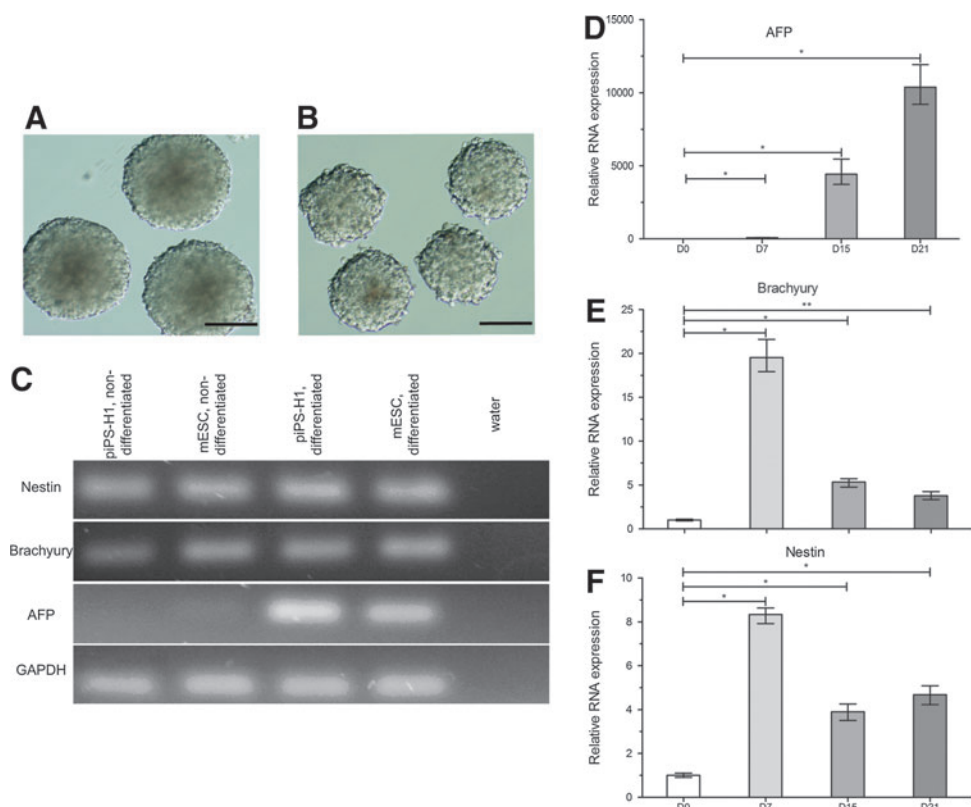 A
B
C
piPS-H1, non-
differentiated
mESC, non-
differentiated
piPS-H1,
differentiated
mESC,
differentiated
water
Nestin
Brachyury
AFP
GAPDH
D
AFP
Relative RNA expression
15000
10000
5000
0
*
*
*
D0 D7 D15 D21
E
Brachyury
Relative RNA expression
25
20
15
10
5
0
**
*
*
F
Nestin
Relative RNA expression
10
8
6
4
2
0
*
*
*
D0 D7 D15 D21